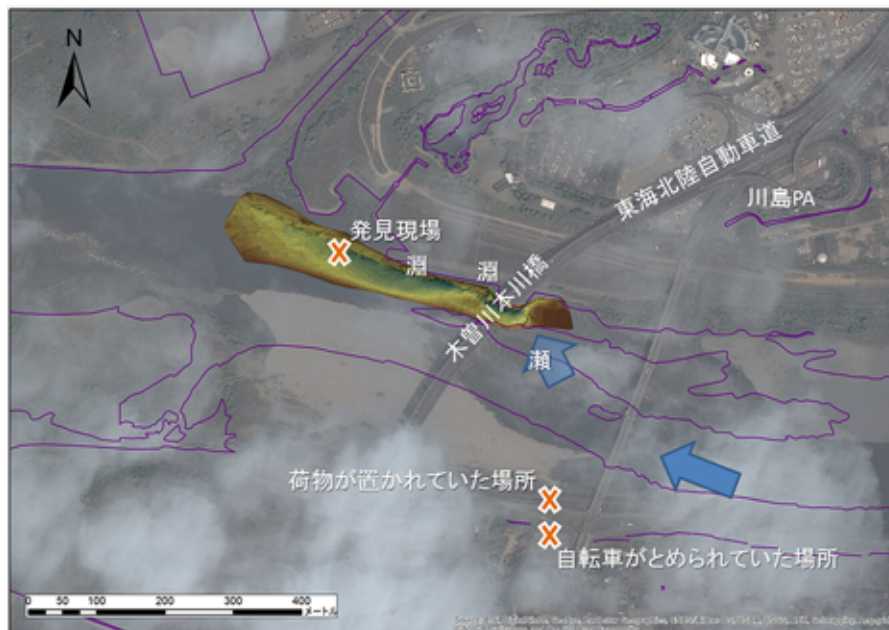 N
東海北陸自動車道
川島PA
発見現場
淵
淵
木曽川本川橋
瀬
荷物が置かれていた場所
自転車がとめられていた場所
0 50 100 200 300 400
メートル